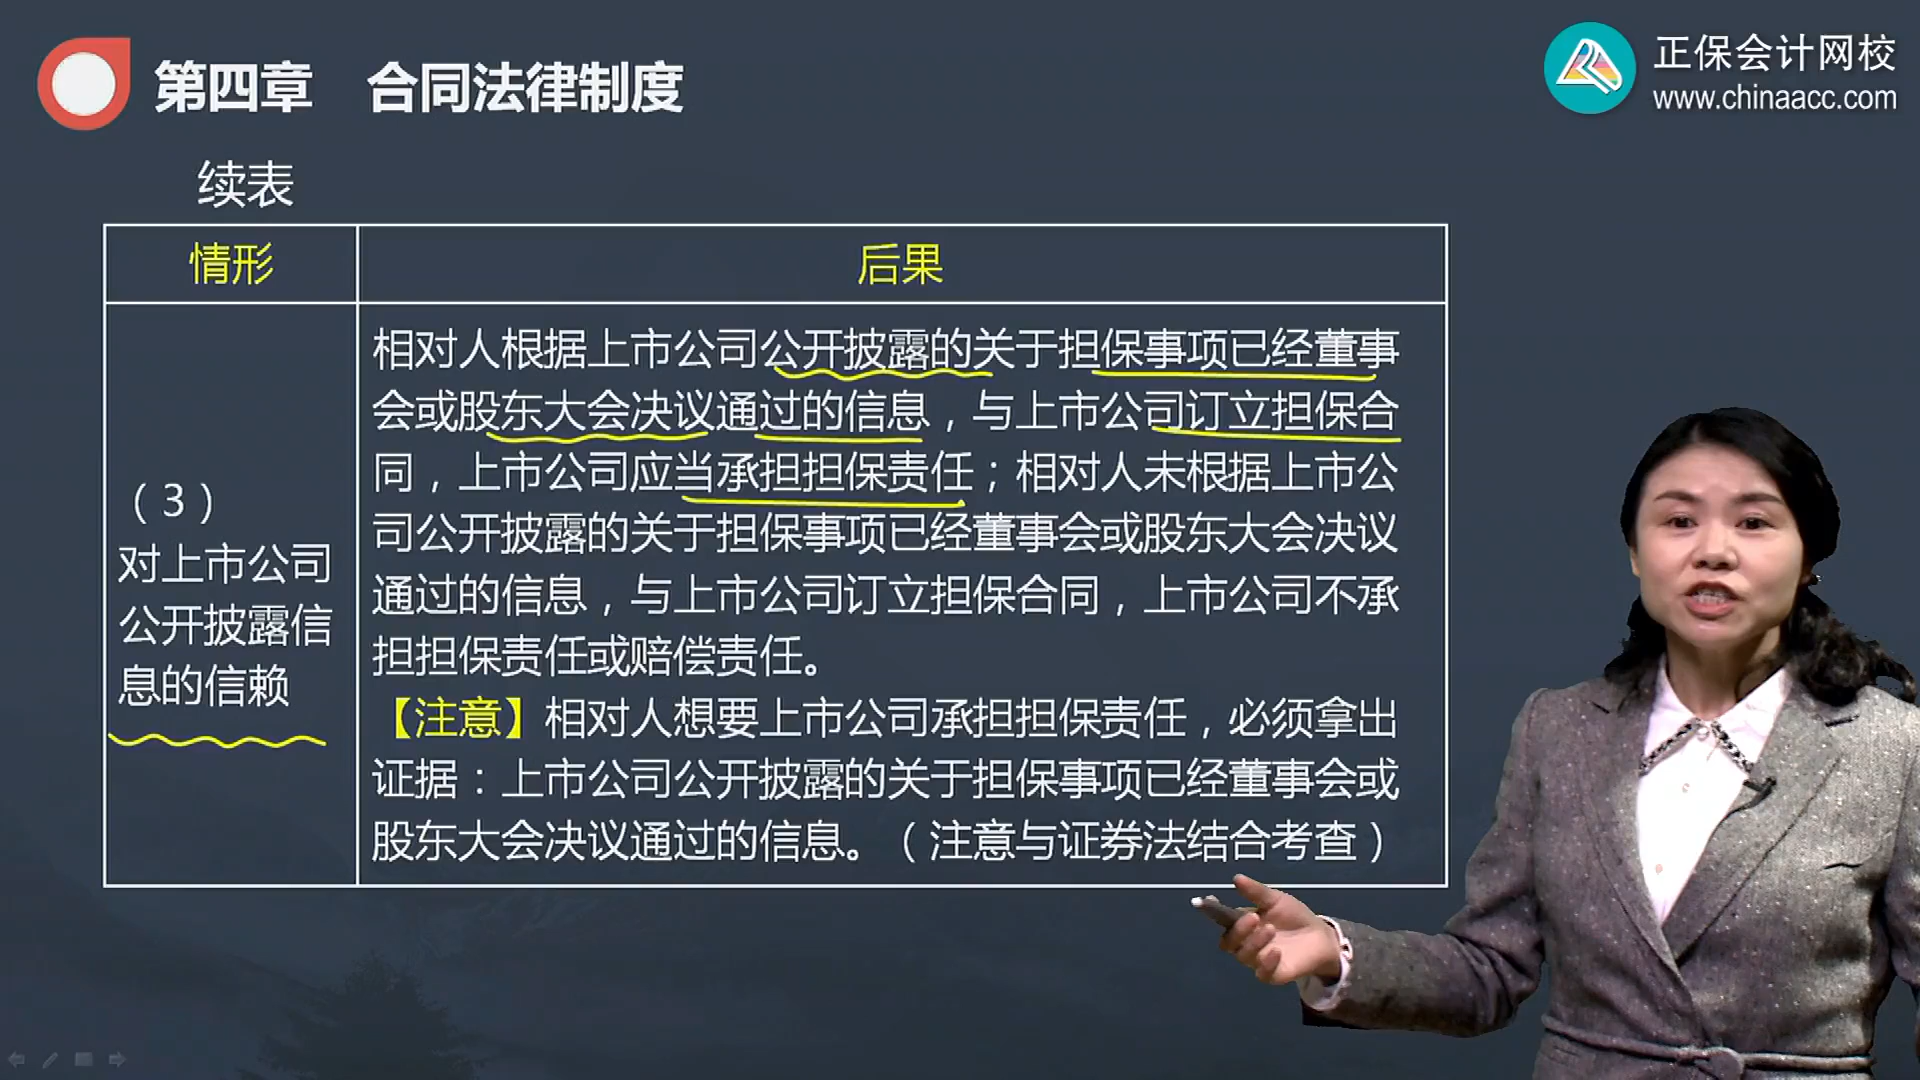 第四章 合同法律制度
正保会计网校
www.chinaacc.com
续表
情形
后果
（3）
对上市公司
公开披露信
息的信赖
相对人根据上市公司公开披露的关于担保事项已经董事
会或股东大会决议通过的信息，与上市公司订立担保合
同，上市公司应当承担担保责任；相对人未根据上市公
司公开披露的关于担保事项已经董事会或股东大会决议
通过的信息，与上市公司订立担保合同，上市公司不承
担担保责任或赔偿责任。
【注意】相对人想要上市公司承担担保责任，必须拿出
证据：上市公司公开披露的关于担保事项已经董事会或
股东大会决议通过的信息。（注意与证券法结合考查）